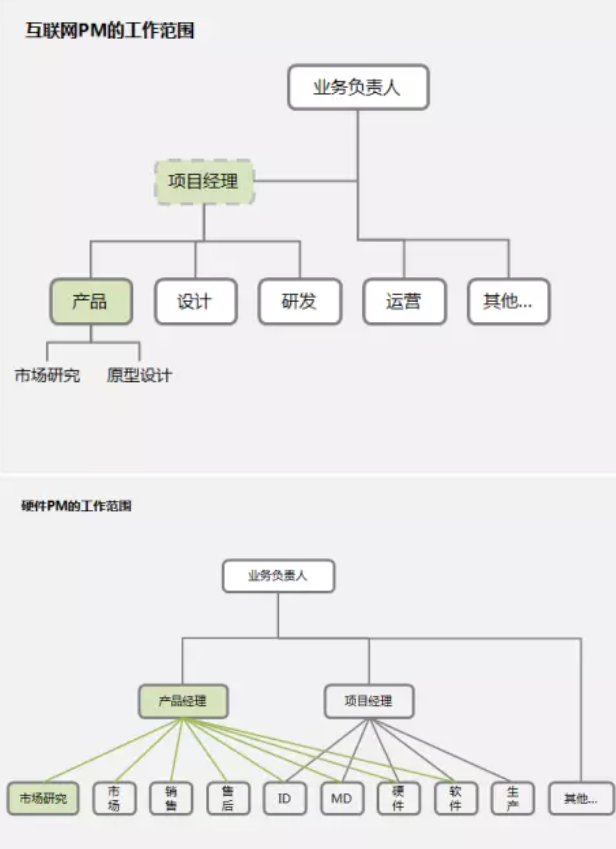 互联网PM的工作范围
业务负责人
项目经理
产品
设计
研发
运营
其他...
市场研究
原型设计
硬件PM的工作范围
业务负责人
产品经理
项目经理
市场研究
市场
销售
售后
ID
MD
硬件
软件
生产
其他...